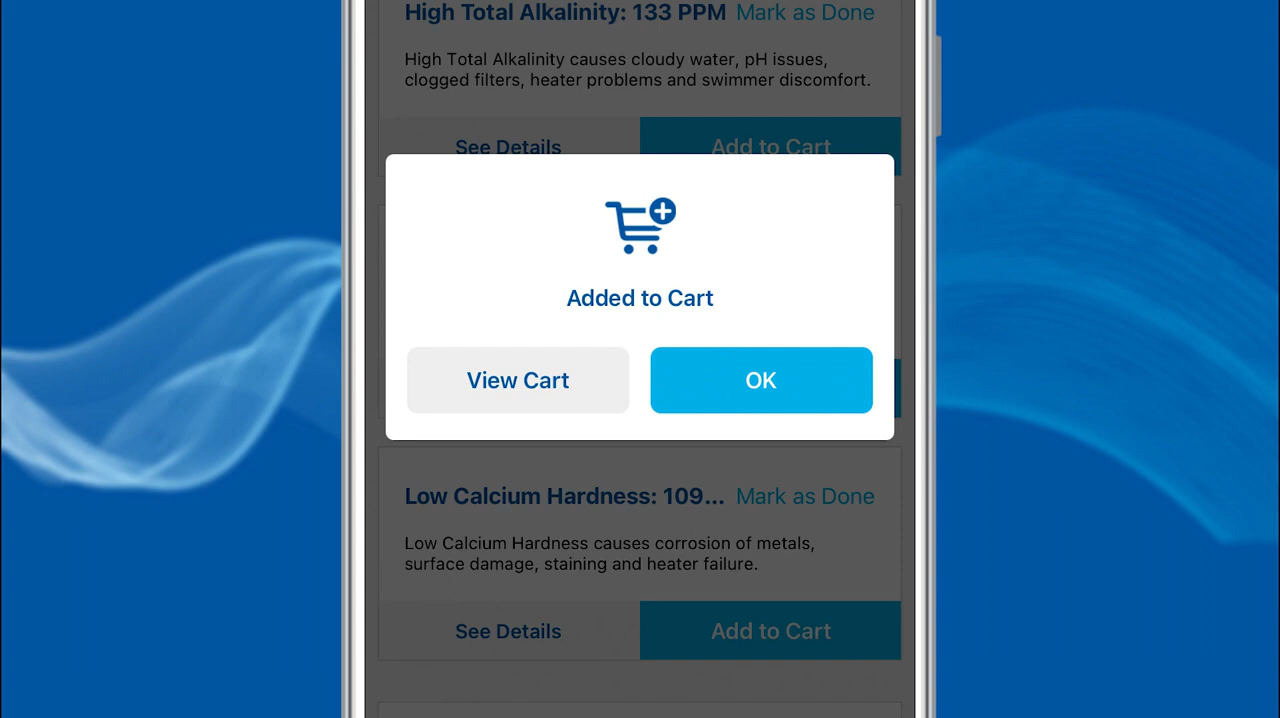 High Total Alkalinity: 133 PPM Mark as Done
High Total Alkalinity causes cloudy water, pH issues,
clogged filters, heater problems and swimmer discomfort.
See Details Add to Cart
Added to Cart
View Cart OK
Low Calcium Hardness: 109... Mark as Done
Low Calcium Hardness causes corrosion of metals,
surface damage, staining and heater failure.
See Details Add to Cart